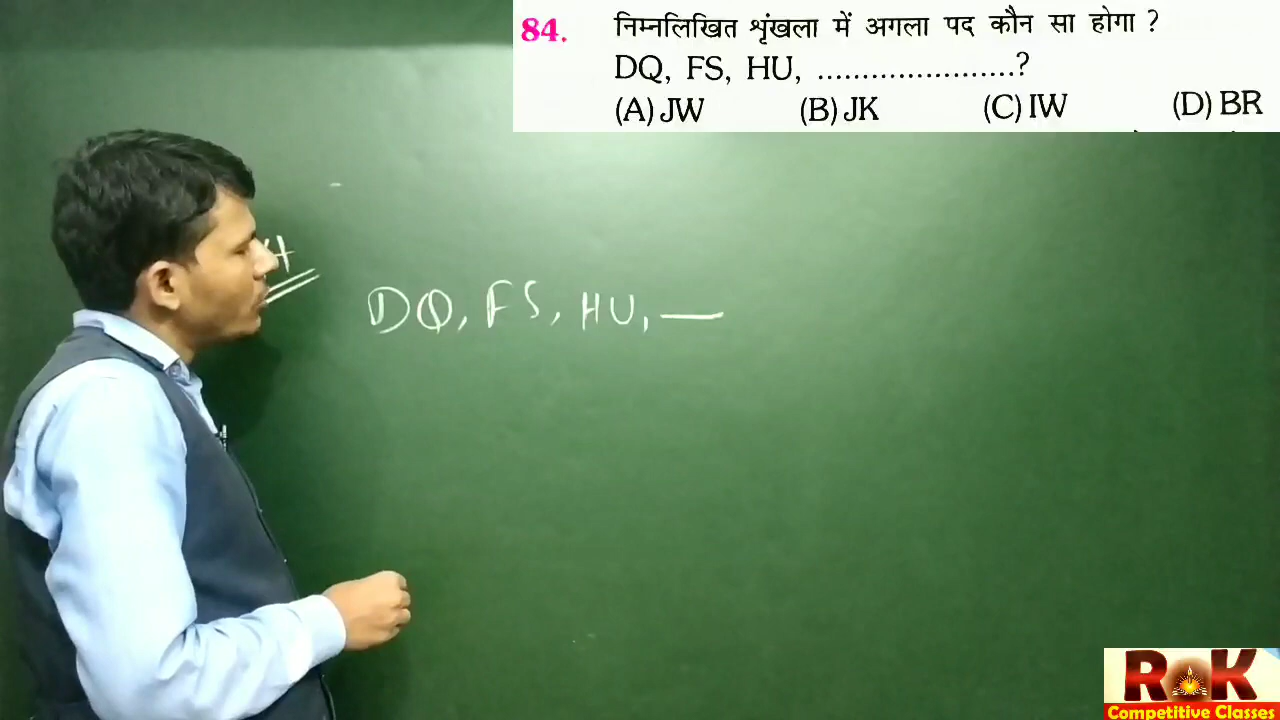 84. निम्नलिखित श्रृंखला में अगला पद कौन सा होगा ?
DQ, FS, HU, ......................?
(A) JW (B) JK (C) IW (D) BR
DQ, FS, HU, —
RK
Competitive Classes